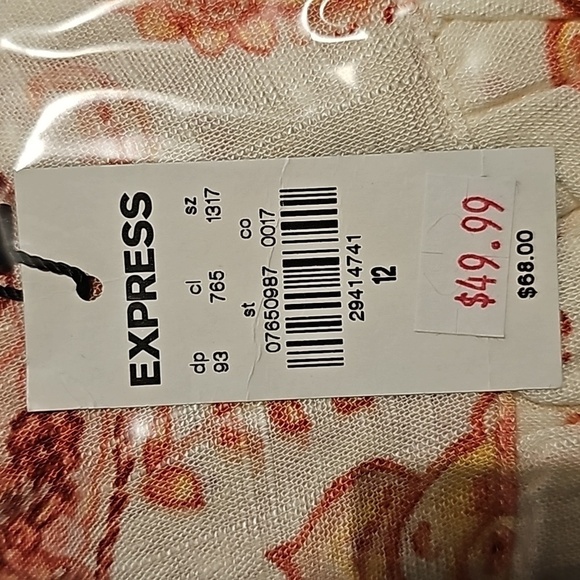 EXPRESS
dp cl sz
93 765 1317
st co
07650987 0017
29414741
12
$49.99
$68.00